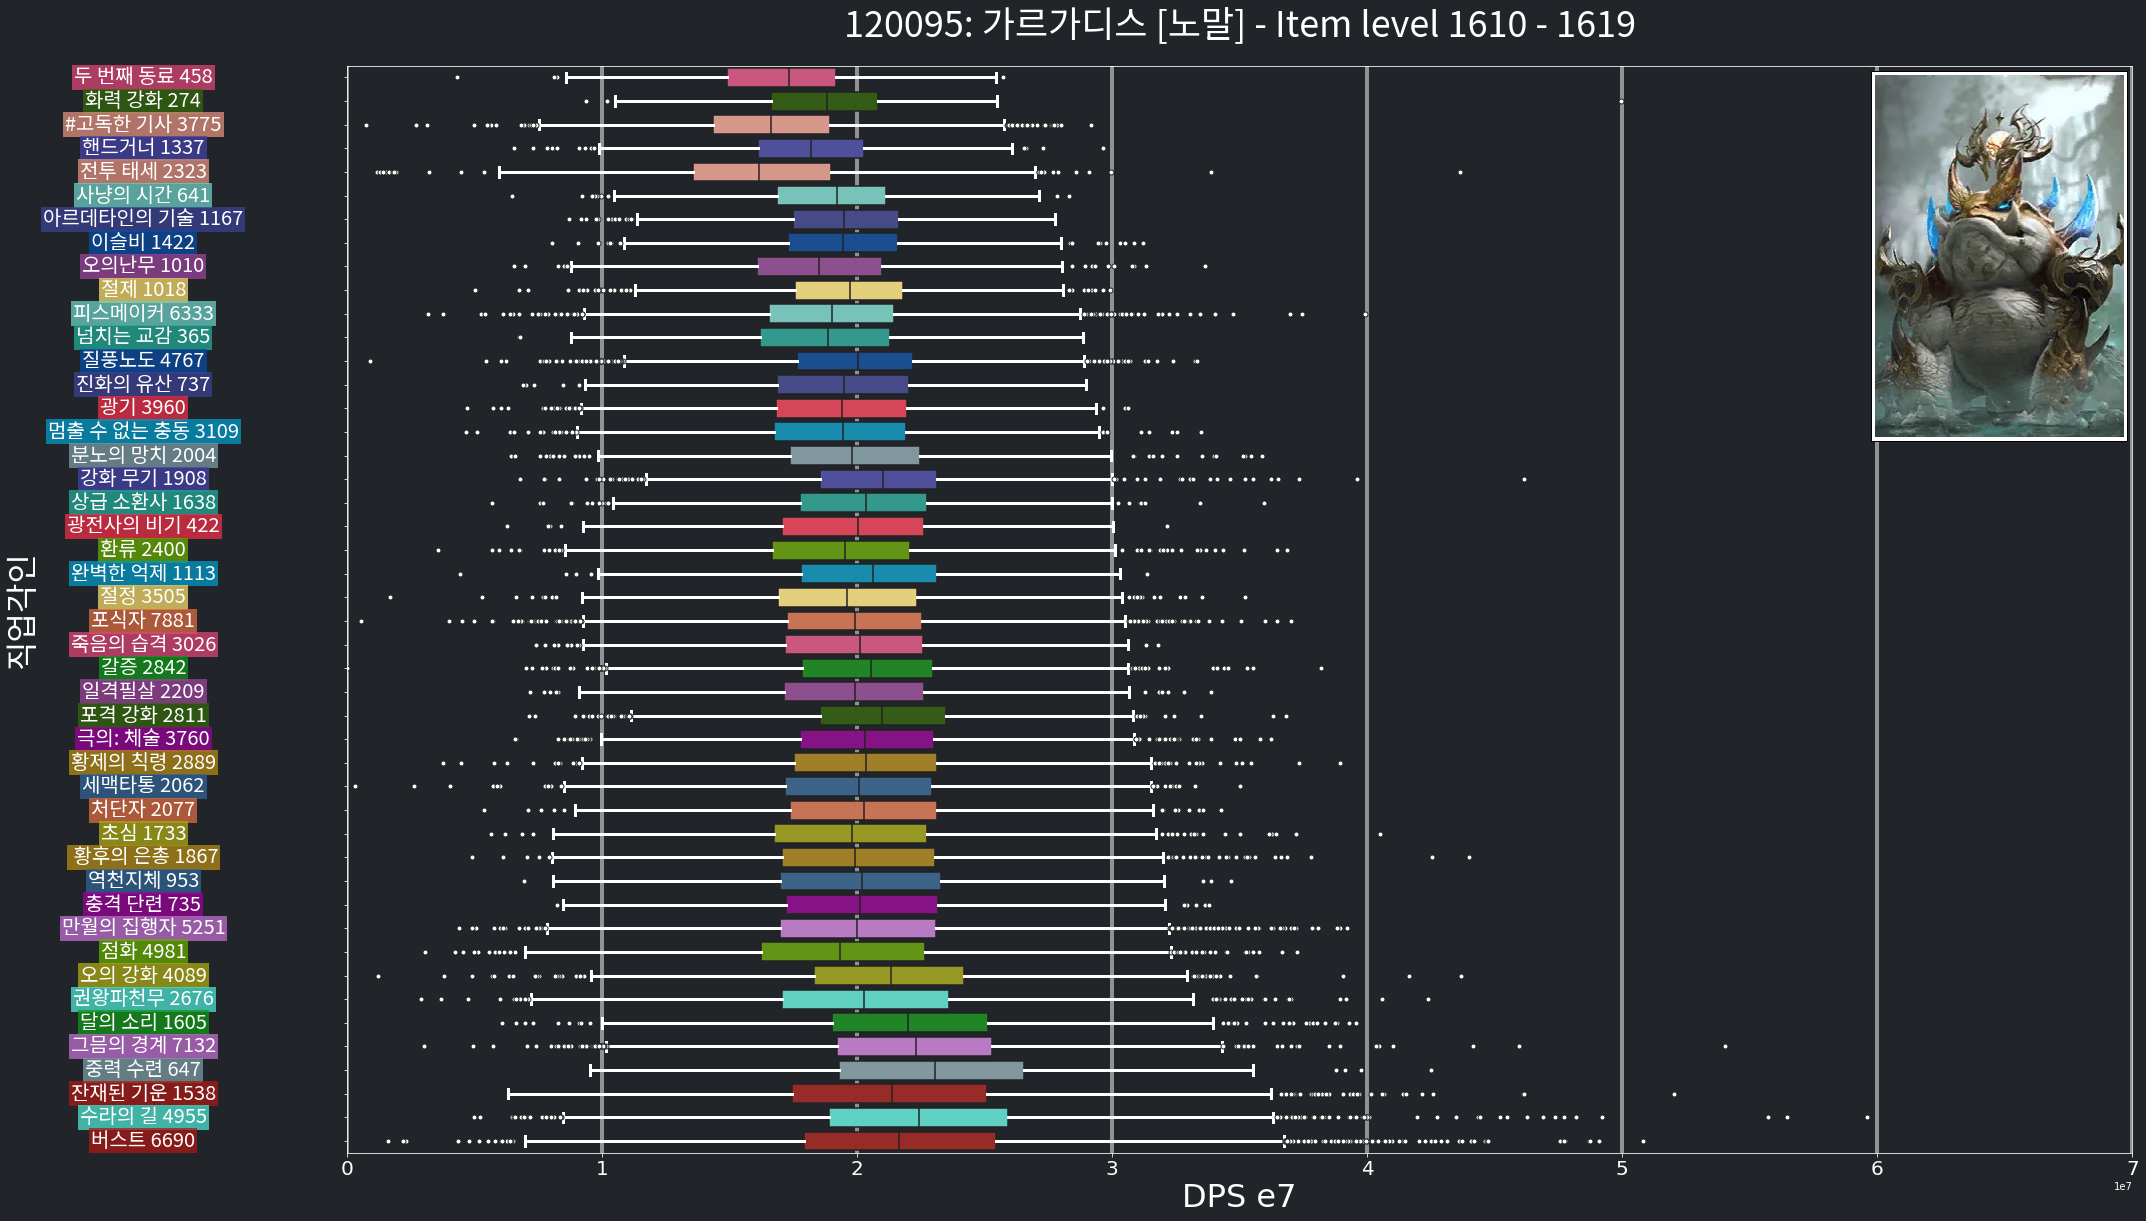 120095: 가르가디스 [노말] - Item level 1610 - 1619
두 번째 동료 458
화력 강화 274
#고독한 기사 3775
핸드거너 1337
전투 태세 2323
사냥의 시간 641
아르데타인의 기술 1167
이슬비 1422
오의난무 1010
절제 1018
피스메이커 6333
넘치는 교감 365
질풍노도 4767
진화의 유산 737
광기 3960
멈출 수 없는 충동 3109
분노의 망치 2004
강화 무기 1908
상급 소환사 1638
광전사의 비기 422
환류 2400
완벽한 억제 1113
절정 3505
포식자 7881
죽음의 습격 3026
갈증 2842
일격필살 2209
포격 강화 2811
극의: 체술 3760
황제의 칙령 2889
세맥타통 2062
처단자 2077
초심 1733
황후의 은총 1867
역천지체 953
충격 단련 735
만월의 집행자 5251
점화 4981
오의 강화 4089
권왕파천무 2676
달의 소리 1605
그믐의 경계 7132
중력 수련 647
잔재된 기운 1538
수라의 길 4955
버스트 6690
직업각인
0 1 2 3 4 5 6 7
1e7
DPS e7